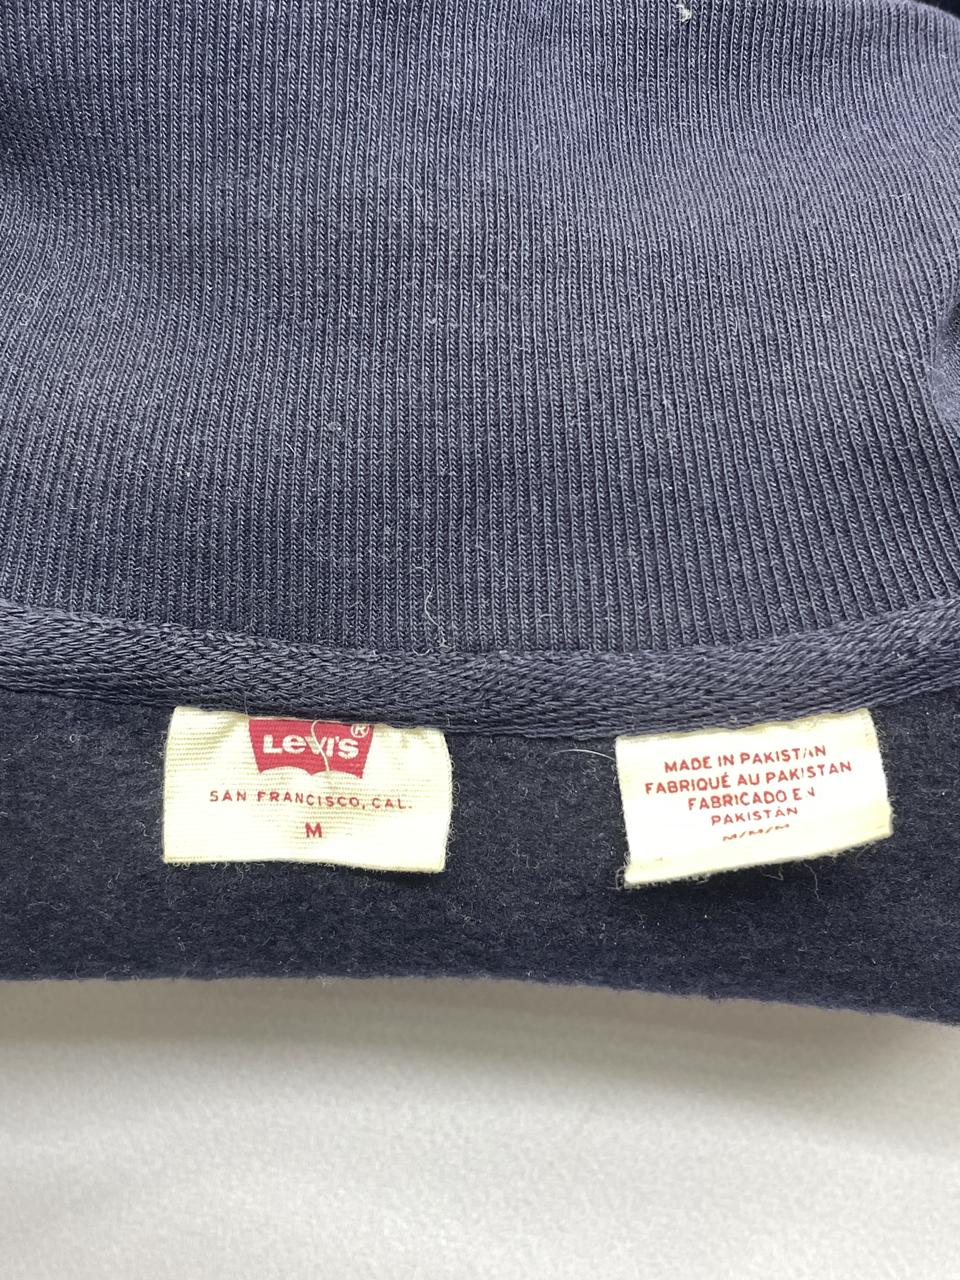 Levi's®
SAN FRANCISCO, CAL.
M
MADE IN PAKISTAN
FABRIQUÉ AU PAKISTAN
FABRICADO EN
PAKISTÁN
M/M/M